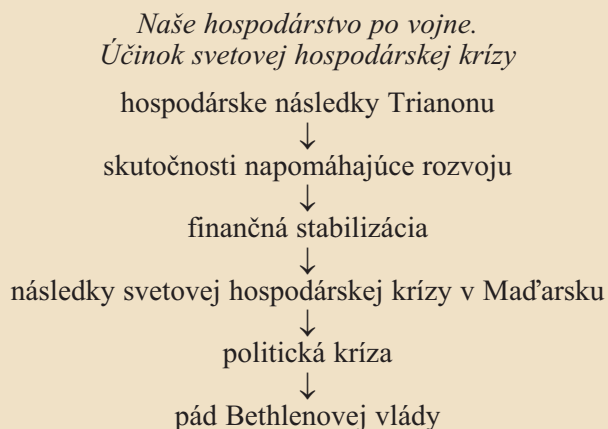 Naše hospodárstvo po vojne.
Účinok svetovej hospodárskej krízy
hospodárske následky Trianonu
↓
skutočnosti napomáhajúce rozvoju
↓
finančná stabilizácia
↓
následky svetovej hospodárskej krízy v Maďarsku
↓
politická kríza
↓
pád Bethlenovej vlády